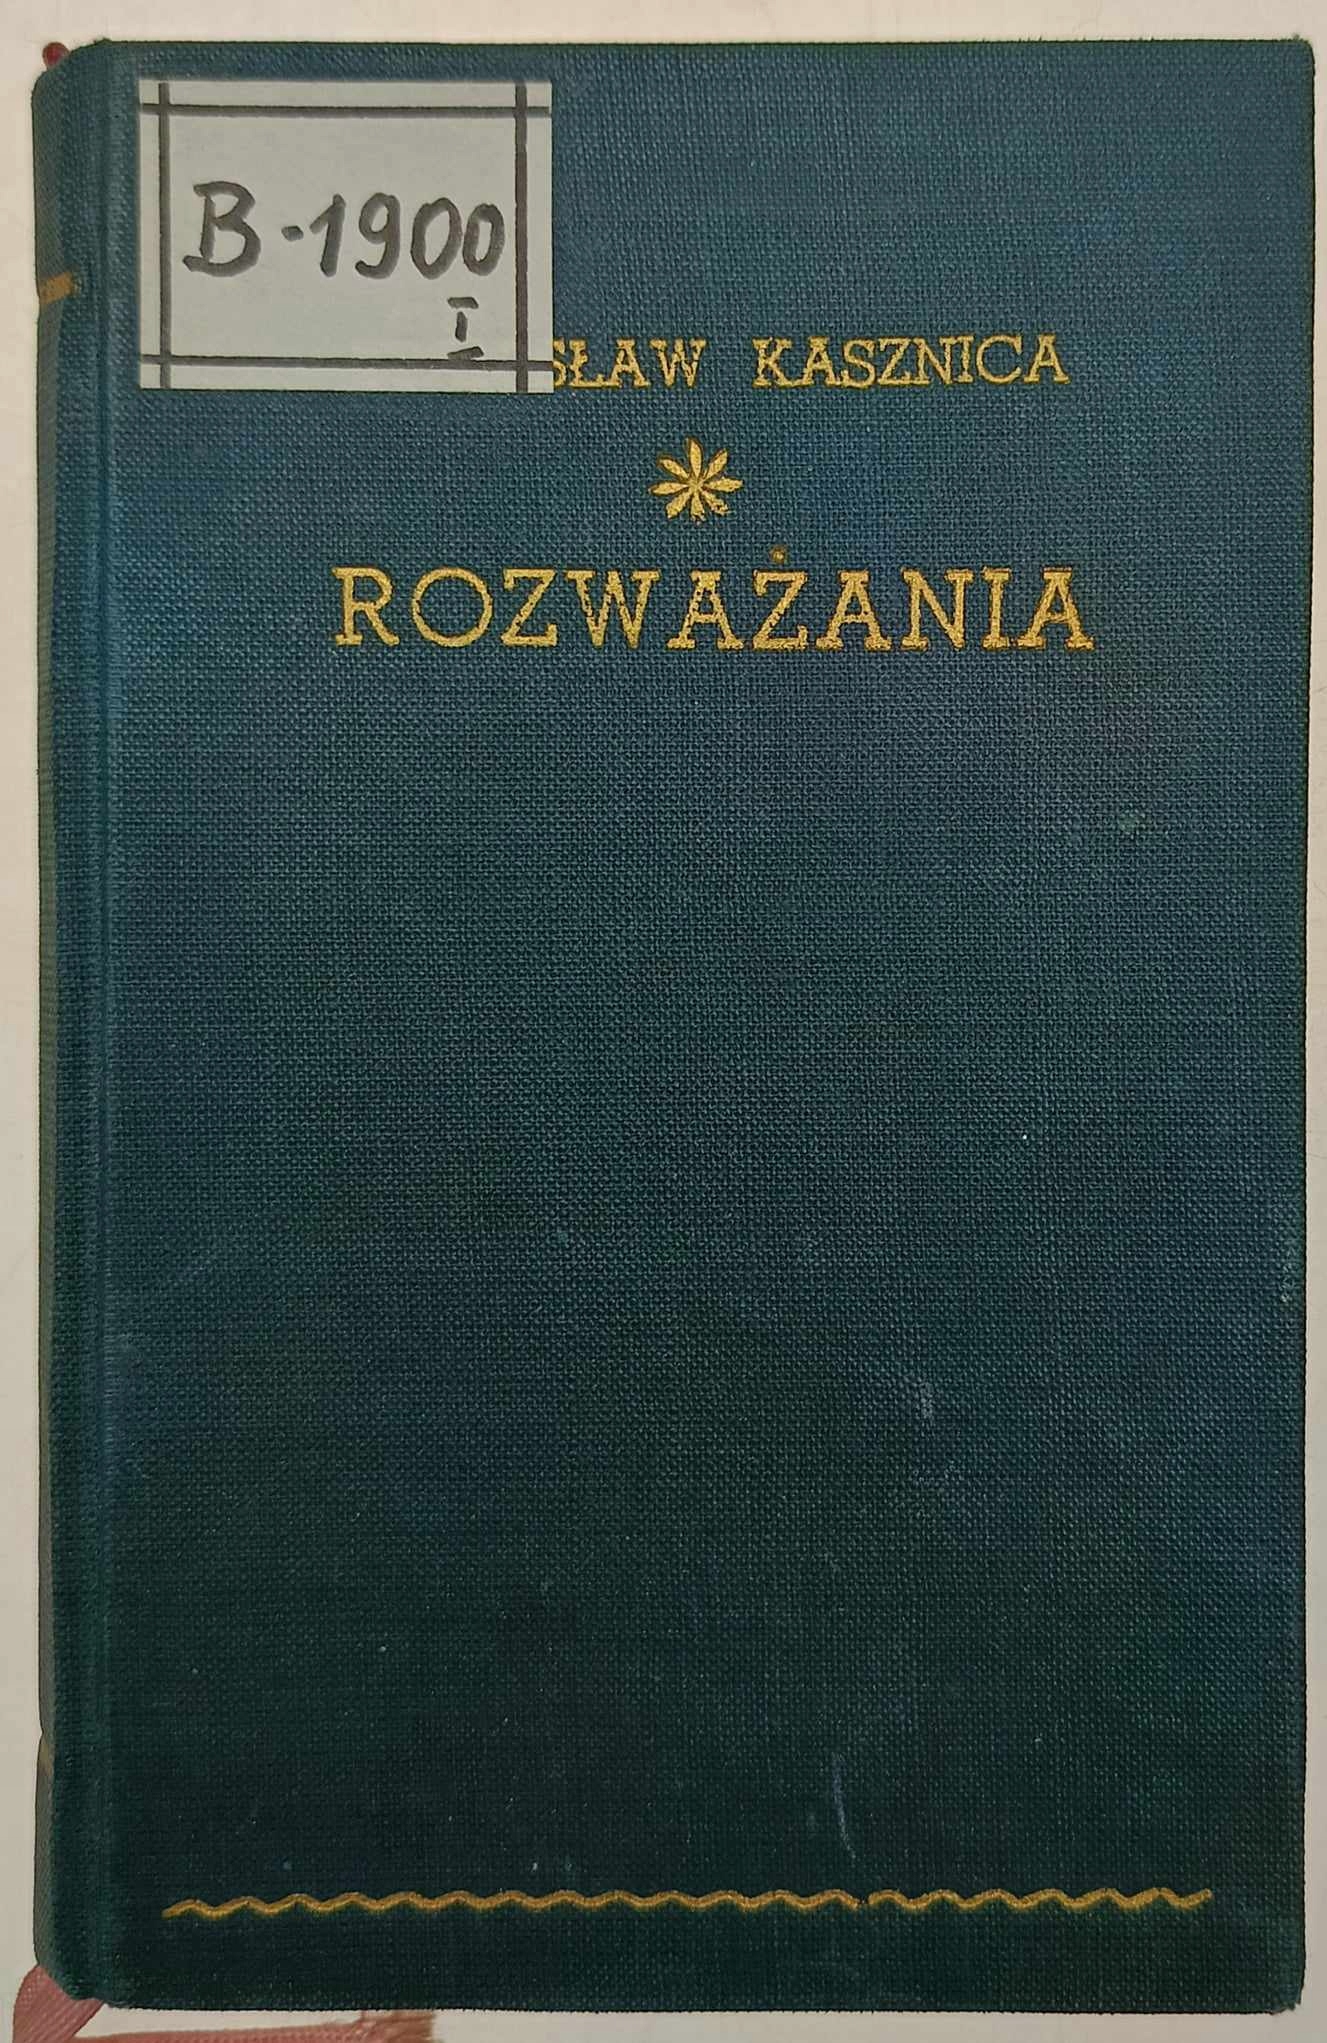 B-1900
I
SŁAW KASZNICA
ROZWAŻANIA